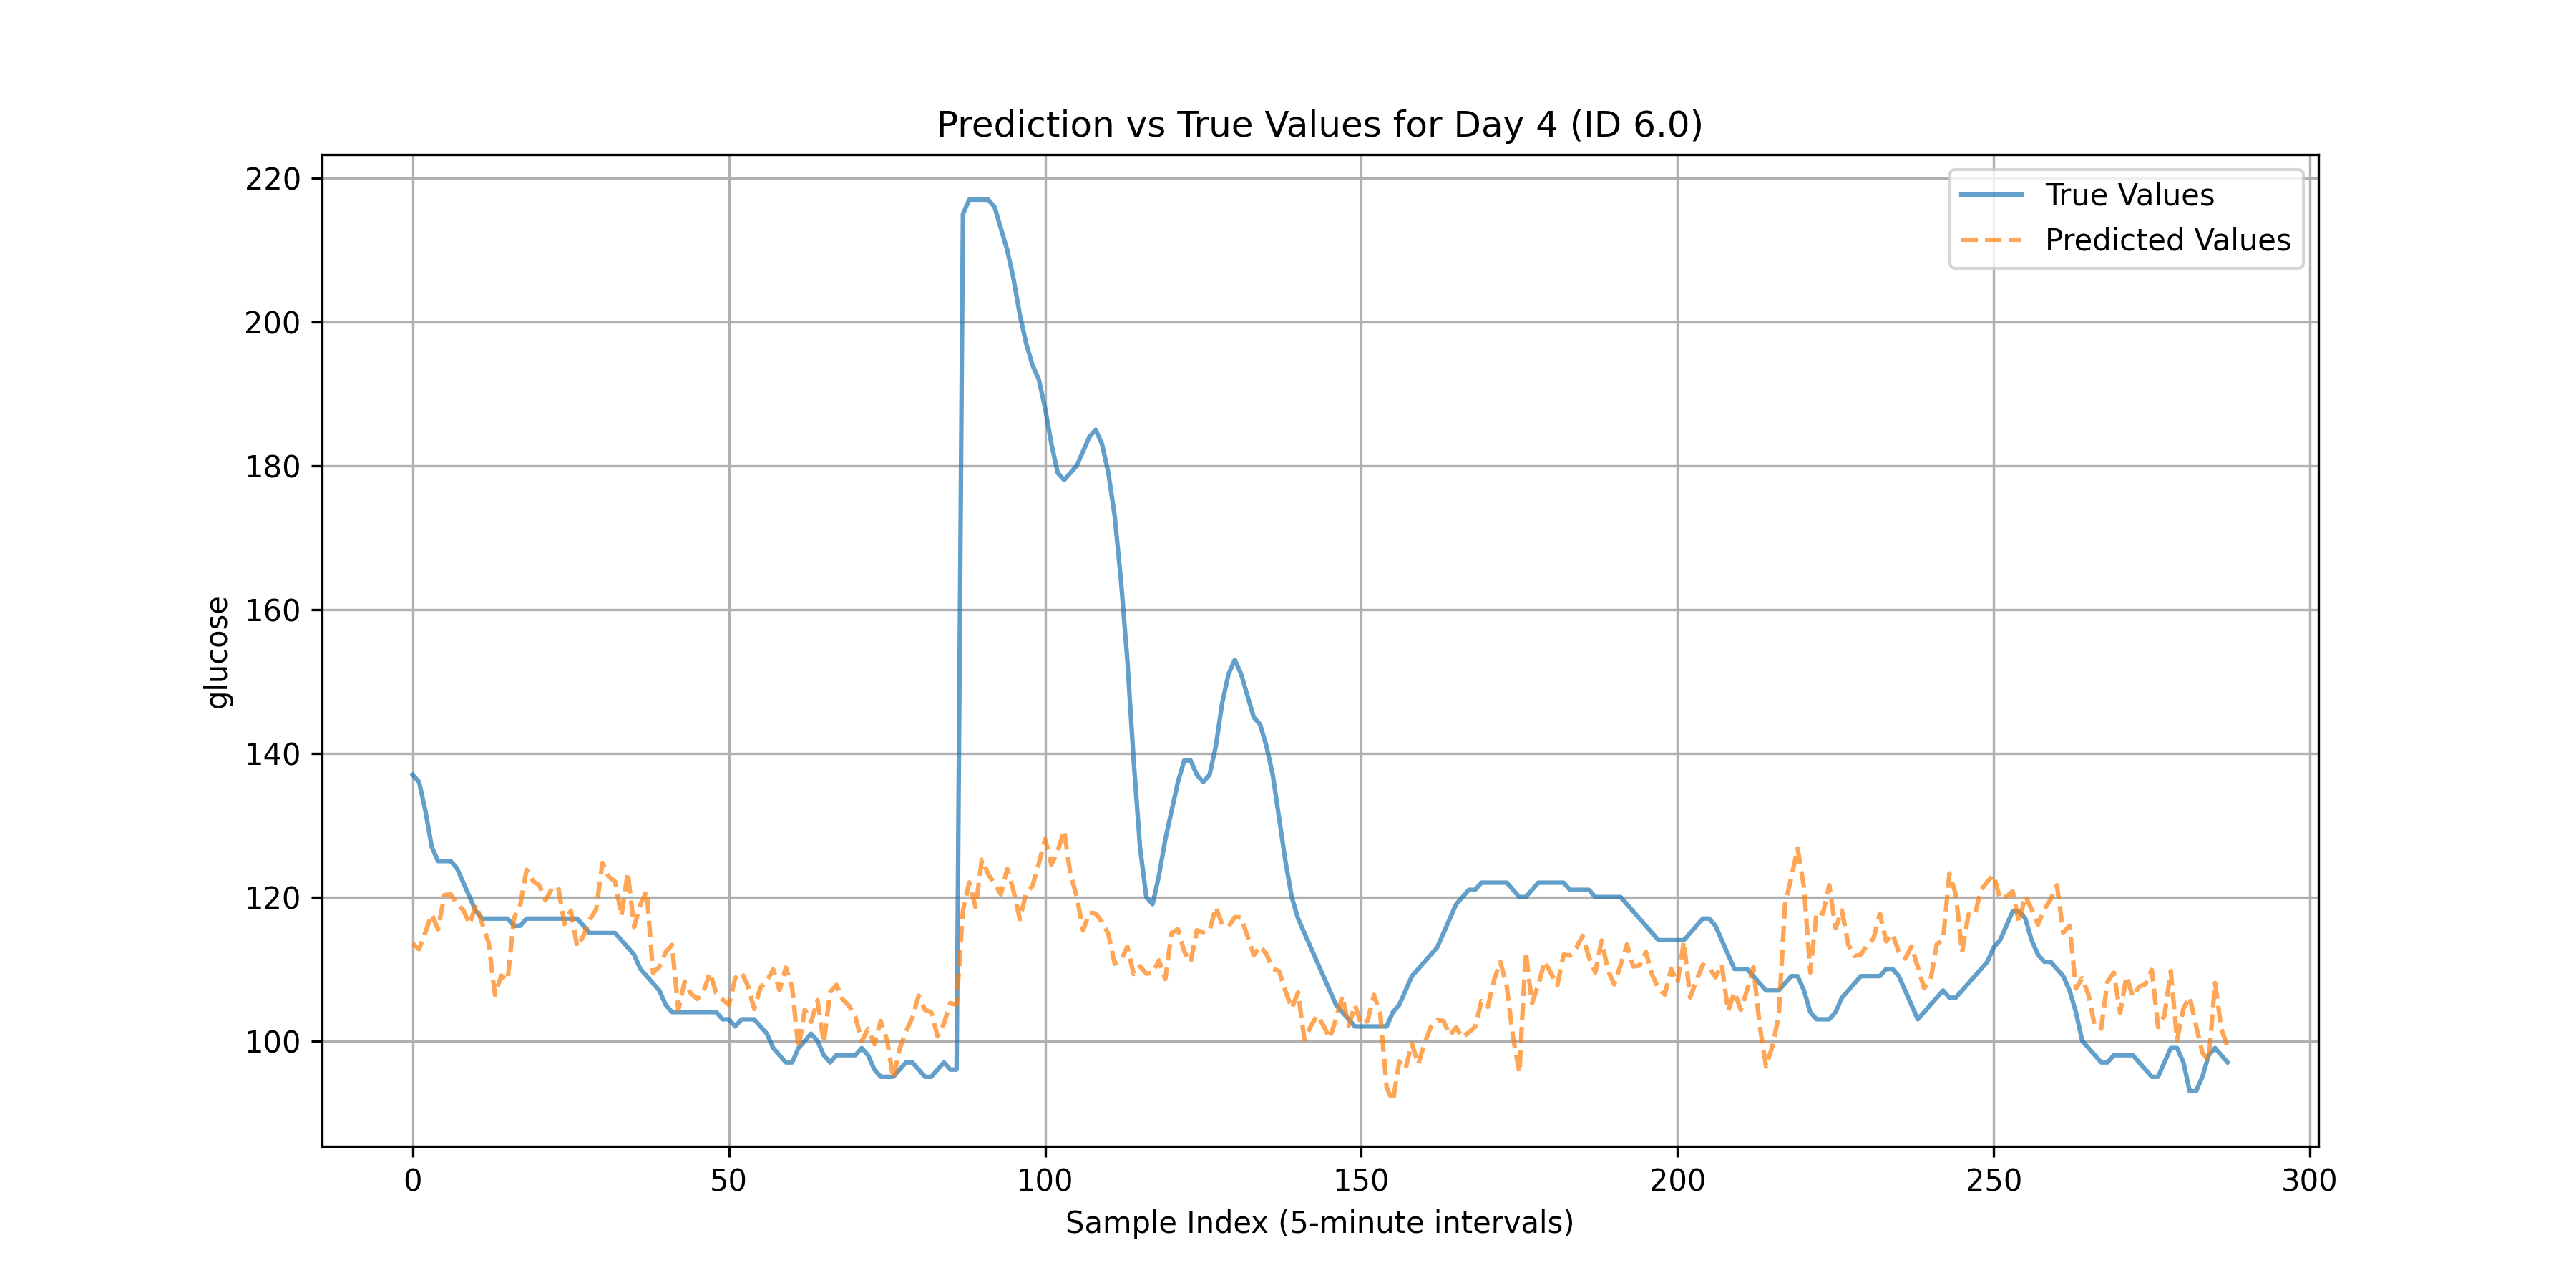 Prediction vs True Values for Day 4 (ID 6.0)
True Values
Predicted Values
220
200
180
160
140
120
100
glucose
0 50 100 150 200 250 300
Sample Index (5-minute intervals)